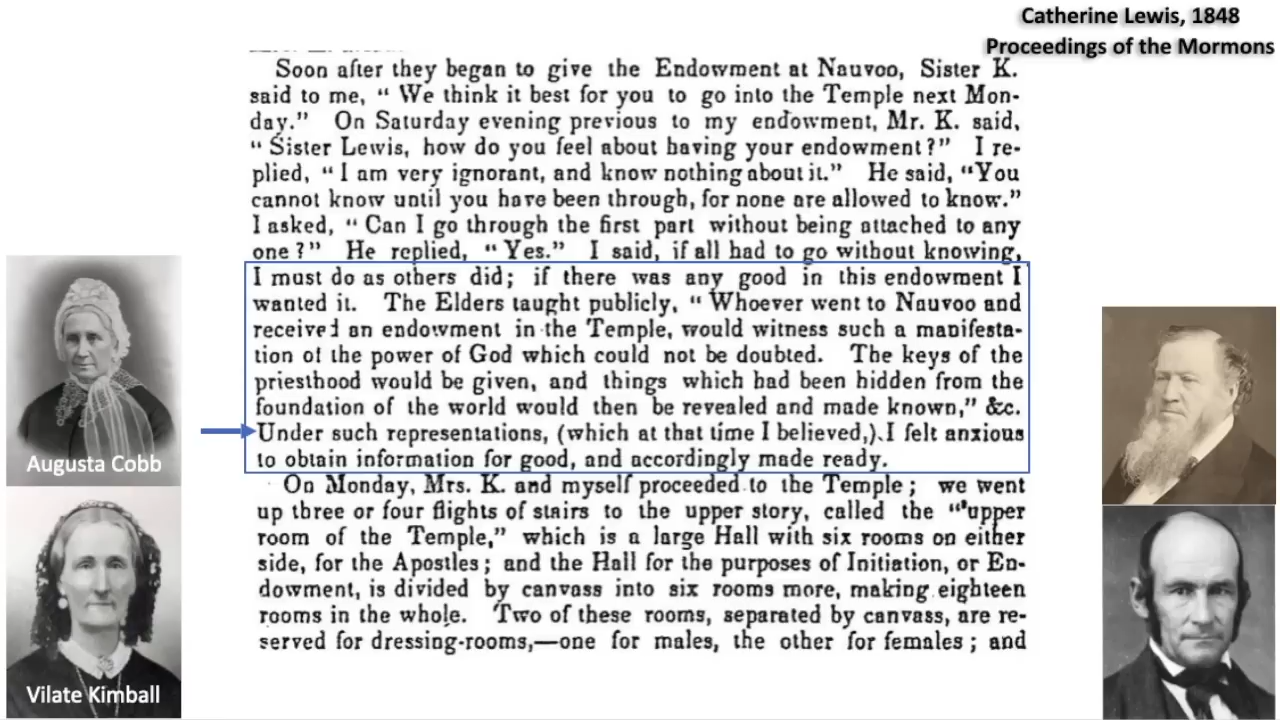 Catherine Lewis, 1848
Proceedings of the Mormons
Soon after they began to give the Endowment at Nauvoo, Sister K.
said to me, “ We think it best for you to go into the Temple next Mon-
day.” On Saturday evening previous to my endowment, Mr. K. said,
“ Sister Lewis, how do you feel about having your endowment?” I re-
plied, “ I am very ignorant, and know nothing about it.” He said, “You
cannot know until you have been through, for none are allowed to know.”
I asked, “ Can I go through the first part without being attached to any
one?” He replied, “ Yes.” I said, if all had to go without knowing,
I must do as others did; if there was any good in this endowment I
wanted it. The Elders taught publicly, “ Whoever went to Nauvoo and
received an endowment in the Temple, would witness such a manifesta-
tion of the power of God which could not be doubted. The keys of the
priesthood would be given, and things which had been hidden from the
foundation of the world would then be revealed and made known,” &c.
Under such representations, (which at that time I believed,) I felt anxious
to obtain information for good, and accordingly made ready.
On Monday, Mrs. K. and myself proceeded to the Temple; we went
up three or four flights of stairs to the upper story, called the “upper
room of the Temple,” which is a large Hall with six rooms on either
side, for the Apostles; and the Hall for the purposes of Initiation, or En-
dowment, is divided by canvass into six rooms more, making eighteen
rooms in the whole. Two of these rooms, separated by canvass, are re-
served for dressing-rooms,—one for males, the other for females; and
Augusta Cobb
Vilate Kimball